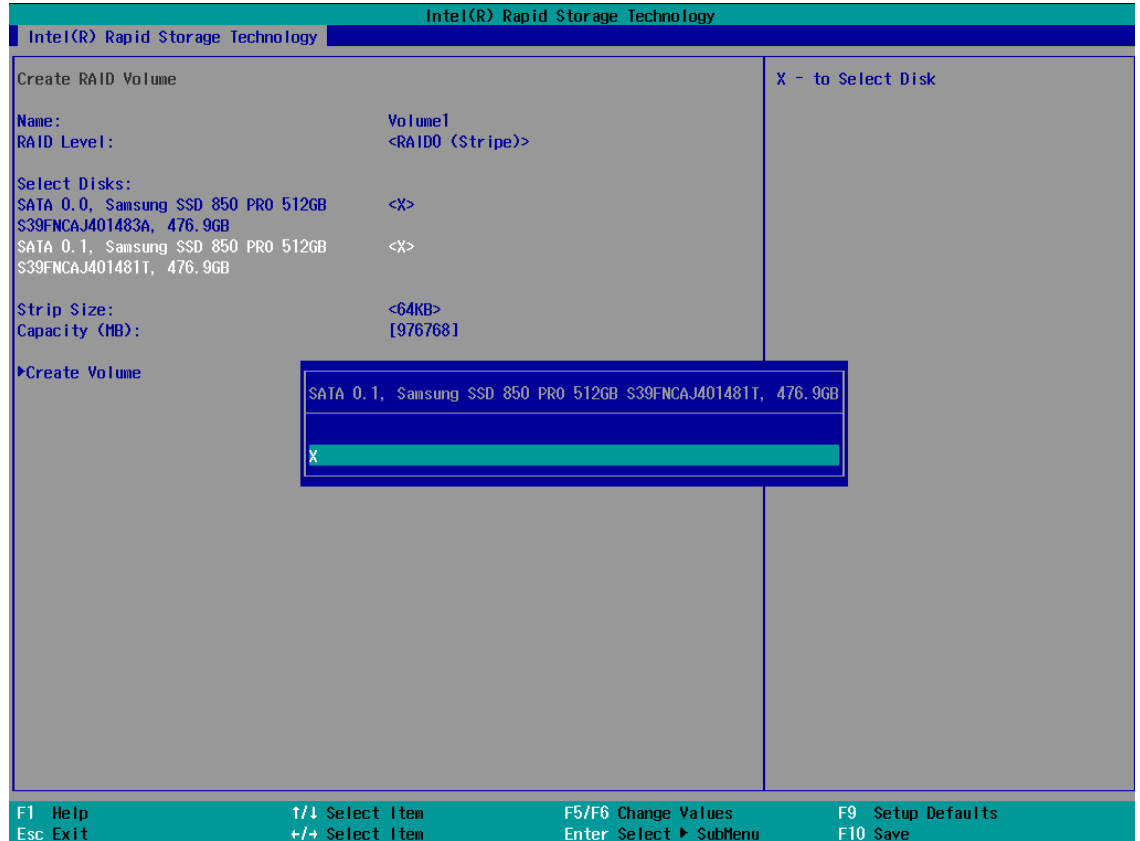 Intel(R) Rapid Storage Technology
Intel(R) Rapid Storage Technology
Create RAID Volume
X - to Select Disk
Name: Volume1
RAID Level: <RAID0 (Stripe)>
Select Disks:
SATA 0.0, Samsung SSD 850 PRO 512GB <X>
S39FNCAJ401483A, 476.9GB
SATA 0.1, Samsung SSD 850 PRO 512GB <X>
S39FNCAJ401481T, 476.9GB
Strip Size: <64KB>
Capacity (MB): [976768]
▶Create Volume
SATA 0.1, Samsung SSD 850 PRO 512GB S39FNCAJ401481T, 476.9GB
X
F1 Help ↑/↓ Select Item F5/F6 Change Values F9 Setup Defaults
Esc Exit ←/→ Select Item Enter Select ▶ SubMenu F10 Save